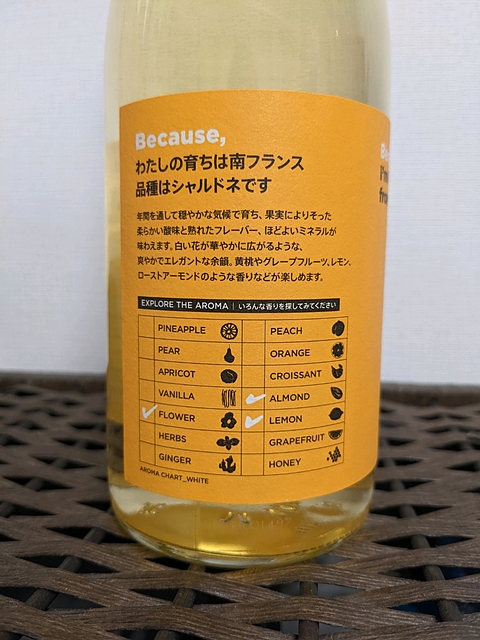 Because,
わたしの育ちは南フランス
品種はシャルドネです
年間を通して穏やかな気候で育ち、果実によりそった
柔らかい酸味と熟れたフレーバー、ほどよいミネラルが
味わえます。白い花が華やかに広がるような、
爽やかでエレガントな余韻。黄桃やグレープフルーツ、レモン、
ローストアーモンドのような香りなどが楽しめます。
EXPLORE THE AROMA | いろんな香りを探してみてください
PINEAPPLE PEACH
PEAR ORANGE
APRICOT CROISSANT
VANILLA ALMOND
FLOWER LEMON
HERBS GRAPEFRUIT
GINGER HONEY
AROMA CHART_WHITE